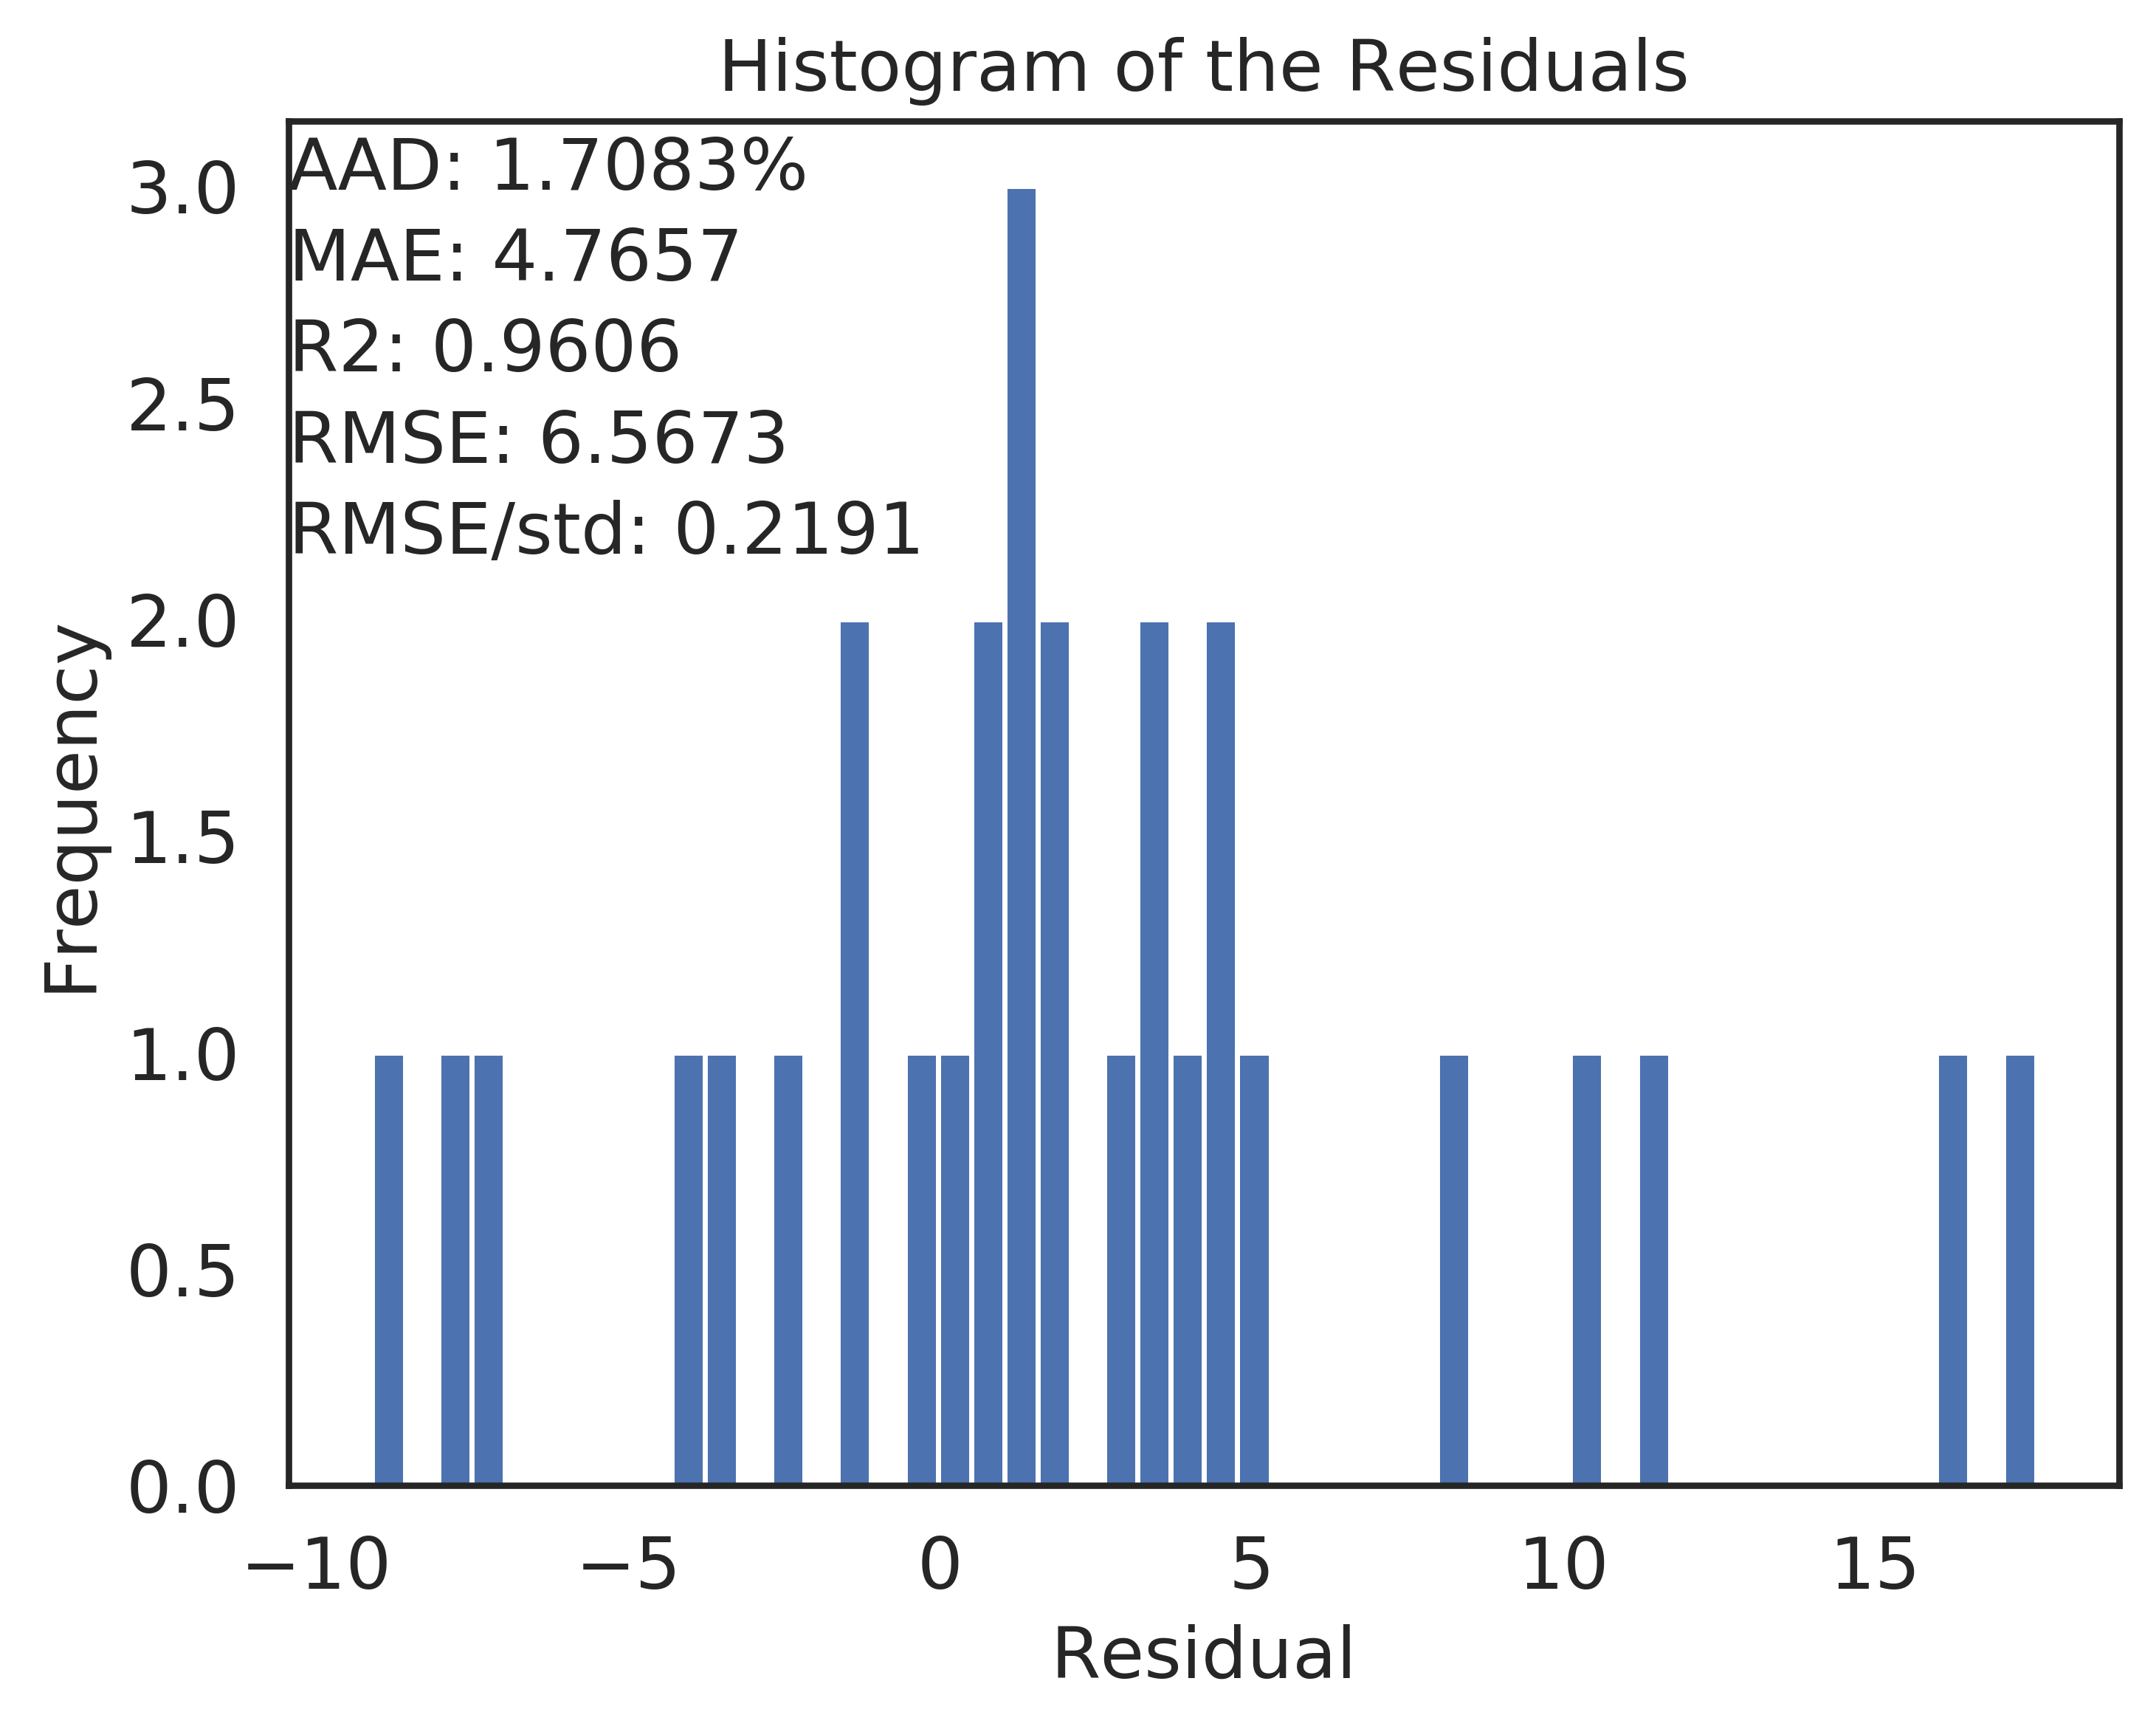 Histogram of the Residuals
AAD: 1.7083%
MAE: 4.7657
R2: 0.9606
RMSE: 6.5673
RMSE/std: 0.2191
3.0
2.5
2.0
1.5
1.0
0.5
0.0
Frequency
−10 −5 0 5 10 15
Residual